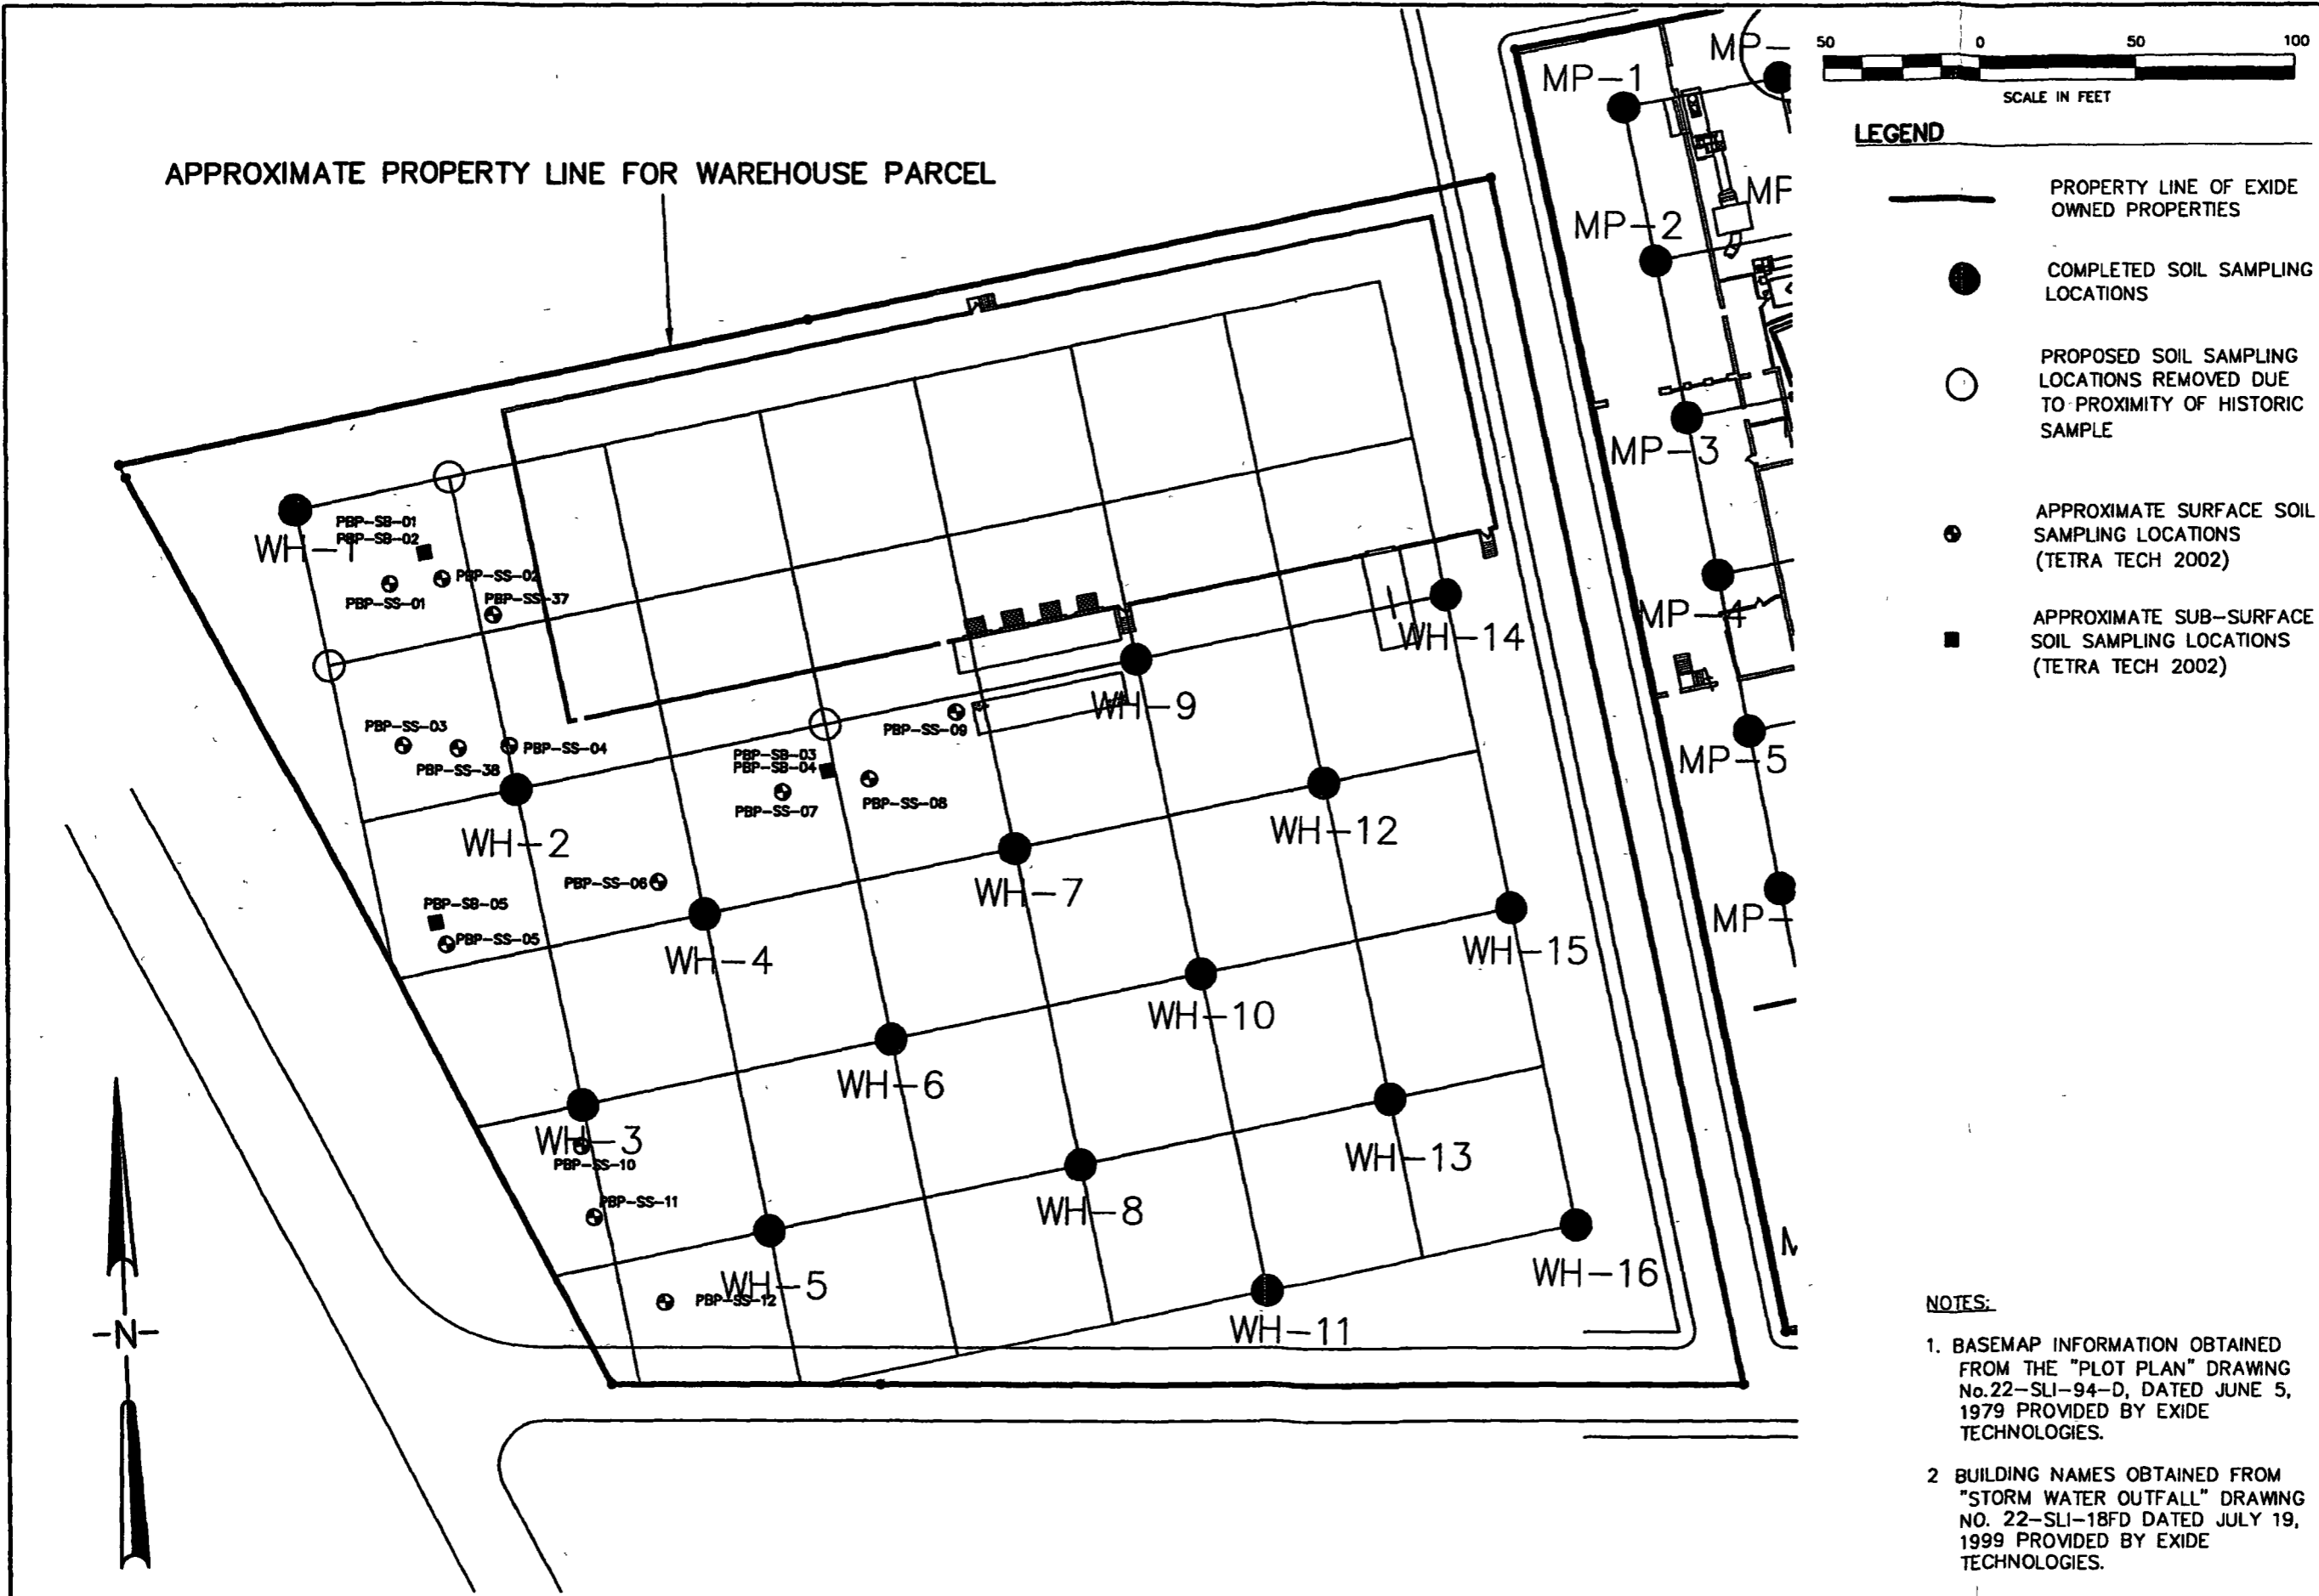 50 0 50 100
SCALE IN FEET
LEGEND
PROPERTY LINE OF EXIDE
OWNED PROPERTIES
COMPLETED SOIL SAMPLING
LOCATIONS
PROPOSED SOIL SAMPLING
LOCATIONS REMOVED DUE
TO PROXIMITY OF HISTORIC
SAMPLE
APPROXIMATE SURFACE SOIL
SAMPLING LOCATIONS
(TETRA TECH 2002)
APPROXIMATE SUB-SURFACE
SOIL SAMPLING LOCATIONS
(TETRA TECH 2002)
APPROXIMATE PROPERTY LINE FOR WAREHOUSE PARCEL
MP-
MP-1
MP
MP-2
MP-3
MP-4
MP-5
MP-
M
WH-1
PBP-SB-01
PBP-SB-02
PBP-SS-02
PBP-SS-01
PBP-SS-37
PBP-SS-03
PBP-SS-38
PBP-SS-04
WH-2
PBP-SB-03
PBP-SB-04
PBP-SS-07
PBP-SS-08
PBP-SS-09
WH-9
WH-14
WH-12
WH-7
PBP-SS-06
PBP-SB-05
PBP-SS-05
WH-4
WH-15
WH-10
WH-6
WH-3
PBP-SS-10
PBP-SS-11
WH-13
WH-8
WH-5
PBP-SS-12
WH-16
WH-11
-N-
NOTES:
1. BASEMAP INFORMATION OBTAINED
FROM THE "PLOT PLAN" DRAWING
No.22-SLI-94-D, DATED JUNE 5,
1979 PROVIDED BY EXIDE
TECHNOLOGIES.
2 BUILDING NAMES OBTAINED FROM
"STORM WATER OUTFALL" DRAWING
NO. 22-SLI-18FD DATED JULY 19,
1999 PROVIDED BY EXIDE
TECHNOLOGIES.